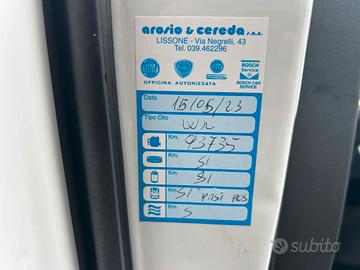 arosio & cereda s.n.c.
LISSONE - Via Negrelli, 43
Tel. 039.462296
BOSCH
Service
OFFICINA AUTORIZZATA
BOSCH CAR
SERVICE
Data 15/05/23
Tipo Olio
Km. 93735
Km. SI
Km. SI
Km. SI
Km. S
subito